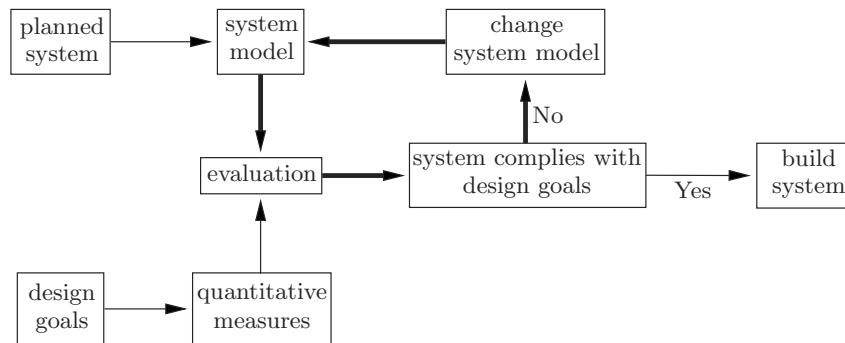 planned
system
system
model
change
system model
No
evaluation
system complies with
design goals
Yes
build
system
design
goals
quantitative
measures